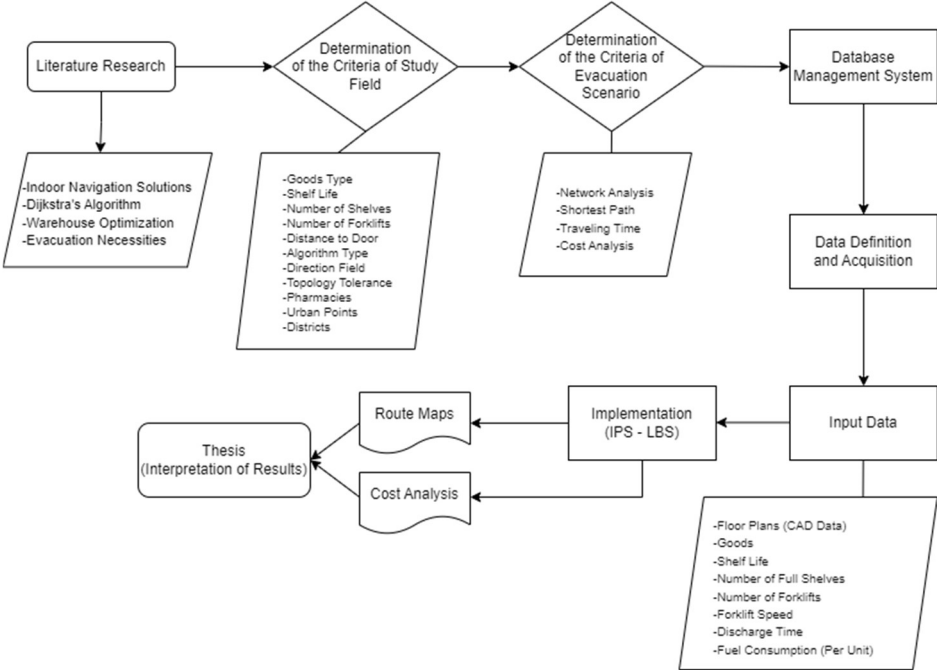 Literature Research
Determination
of the Criteria of Study
Field
Determination
of the Criteria of
Evacuation
Scenario
Database
Management System
-Indoor Navigation Solutions
-Dijkstra's Algorithm
-Warehouse Optimization
-Evacuation Necessities
-Goods Type
-Shelf Life
-Number of Shelves
-Number of Forklifts
-Distance to Door
-Algorithm Type
-Direction Field
-Topology Tolerance
-Pharmacies
-Urban Points
-Districts
-Network Analysis
-Shortest Path
-Traveling Time
-Cost Analysis
Data Definition
and Acquisition
Input Data
Implementation
(IPS - LBS)
Route Maps
Cost Analysis
Thesis
(Interpretation of Results)
-Floor Plans (CAD Data)
-Goods
-Shelf Life
-Number of Full Shelves
-Number of Forklifts
-Forklift Speed
-Discharge Time
-Fuel Consumption (Per Unit)